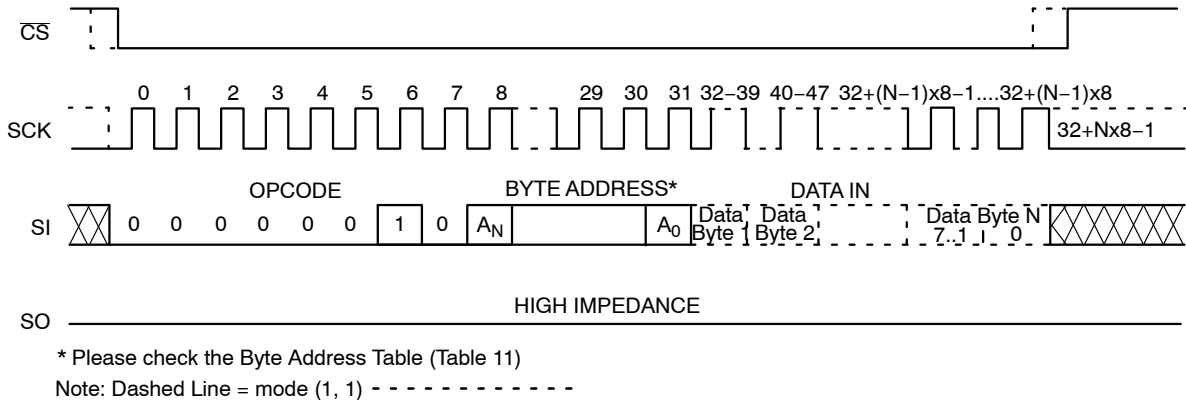 CS
0 1 2 3 4 5 6 7 8 29 30 31 32−39 40−47 32+(N−1)x8−1....32+(N−1)x8
SCK
32+Nx8−1
OPCODE BYTE ADDRESS* DATA IN
SI 0 0 0 0 0 0 1 0 AN A0 Data Byte 1 Data Byte 2 Data Byte N
7..1 0
HIGH IMPEDANCE
SO
* Please check the Byte Address Table (Table 11)
Note: Dashed Line = mode (1, 1)